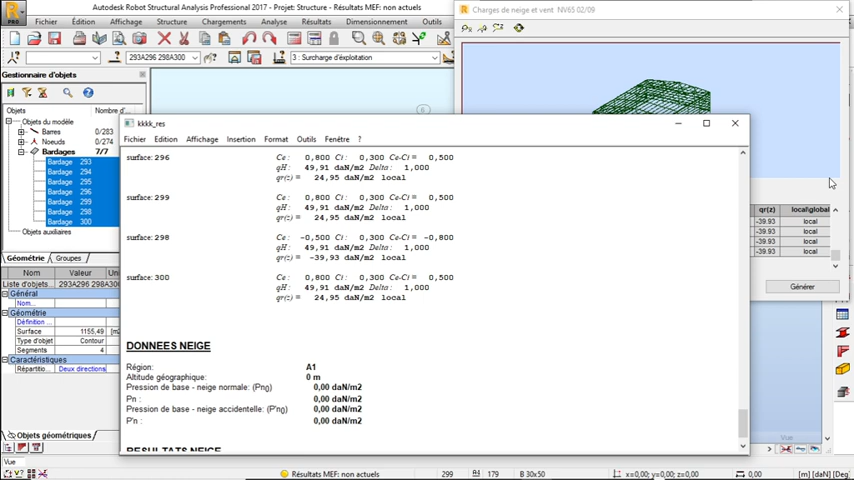 Autodesk Robot Structural Analysis Professional 2017 - Projet: Structure - Résultats MEF: non actuels
Charges de neige et vent NV65 02/09
PRO
Fichier Edition Affichage Structure Chargements Analyse Résultats Dimensionnement Outils
293A296 298A300
3 : Surcharge d'éxploitation
Gestionnaire d'objets
Objets Nombre d'...
Objets du modèle
Barres 0/283
Noeuds 0/274
Bardages 7/7
Bardage 293
Bardage 294
Bardage 295
Bardage 296
Bardage 299
Bardage 298
Bardage 300
Objets auxiliaires
Géométrie Groupes
Nom Valeur Un
Liste d'objets... 293A296 298A
Général
Nom...
Géométrie
Définition ...
Surface 1155,49 [m
Type d'objet Contour
Segments 4
Caractéristiques
Répartitio... Deux directions
Objets géométriques
Vue
kkkk_res
Fichier Edition Affichage Insertion Format Outils Fenêtre ?
surface: 296 Ce : 0,800 Ci : 0,300 Ce-Ci = 0,500
qH : 49,91 daN/m2 Delta : 1,000
qr(z) = 24,95 daN/m2 local
surface: 299 Ce : 0,800 Ci : 0,300 Ce-Ci = 0,500
qH : 49,91 daN/m2 Delta : 1,000
qr(z) = 24,95 daN/m2 local
surface: 298 Ce : -0,500 Ci : 0,300 Ce-Ci = -0,800
qH : 49,91 daN/m2 Delta : 1,000
qr(z) = -39,93 daN/m2 local
surface: 300 Ce : 0,800 Ci : 0,300 Ce-Ci = 0,500
qH : 49,91 daN/m2 Delta : 1,000
qr(z) = 24,95 daN/m2 local
DONNEES NEIGE
Région: A1
Altitude géographique: 0 m
Pression de base - neige normale: (Pn0) 0,00 daN/m2
Pn : 0,00 daN/m2
Pression de base - neige accidentelle: (P'n0) 0,00 daN/m2
P'n : 0,00 daN/m2
RESULTATS NEIGE
qr(z) local\global
-39.93 local
-39.93 local
-39.93 local
-39.93 local
Générer
Vue
Résultats MEF: non actuels 299 179 B 30x50 x=0,00; y=0,00; z=0,00 0,00 [m] [daN] [Deg]